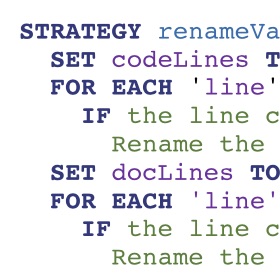 STRATEGY renameVa
SET codeLines T
FOR EACH 'line'
IF the line c
Rename the
SET docLines TO
FOR EACH 'line'
IF the line c
Rename the